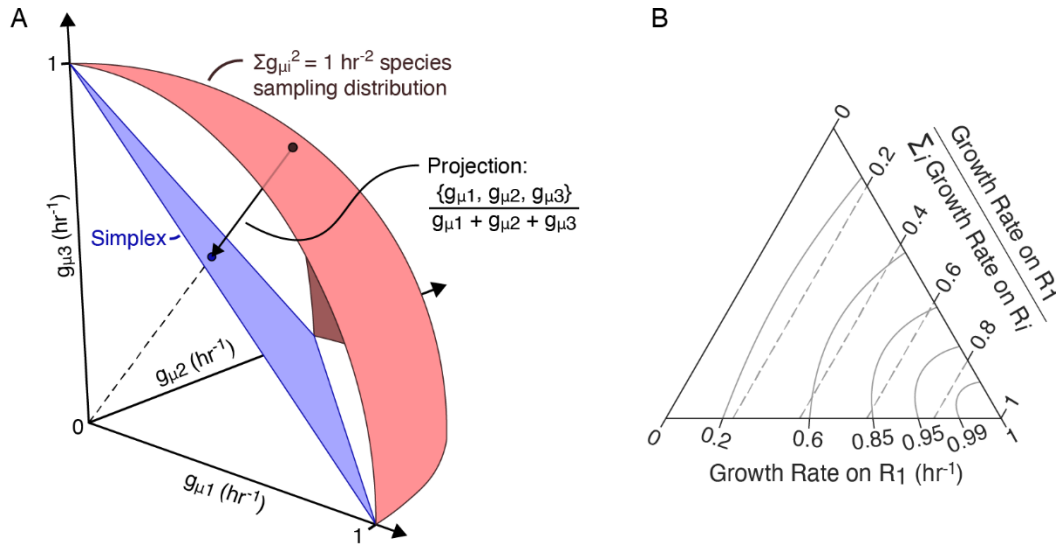 A
1
Σgμi² = 1 hr⁻² species
sampling distribution
Projection:
{gμ1, gμ2, gμ3}
gμ1 + gμ2 + gμ3
Simplex
gμ3 (hr⁻¹)
gμ2 (hr⁻¹)
0
gμ1 (hr⁻¹)
1
B
0
0.2
0.4
0.6
0.8
1
Growth Rate on R1
Σi Growth Rate on Ri
0
0.2
0.6
0.85
0.95
0.99
1
Growth Rate on R1 (hr⁻¹)